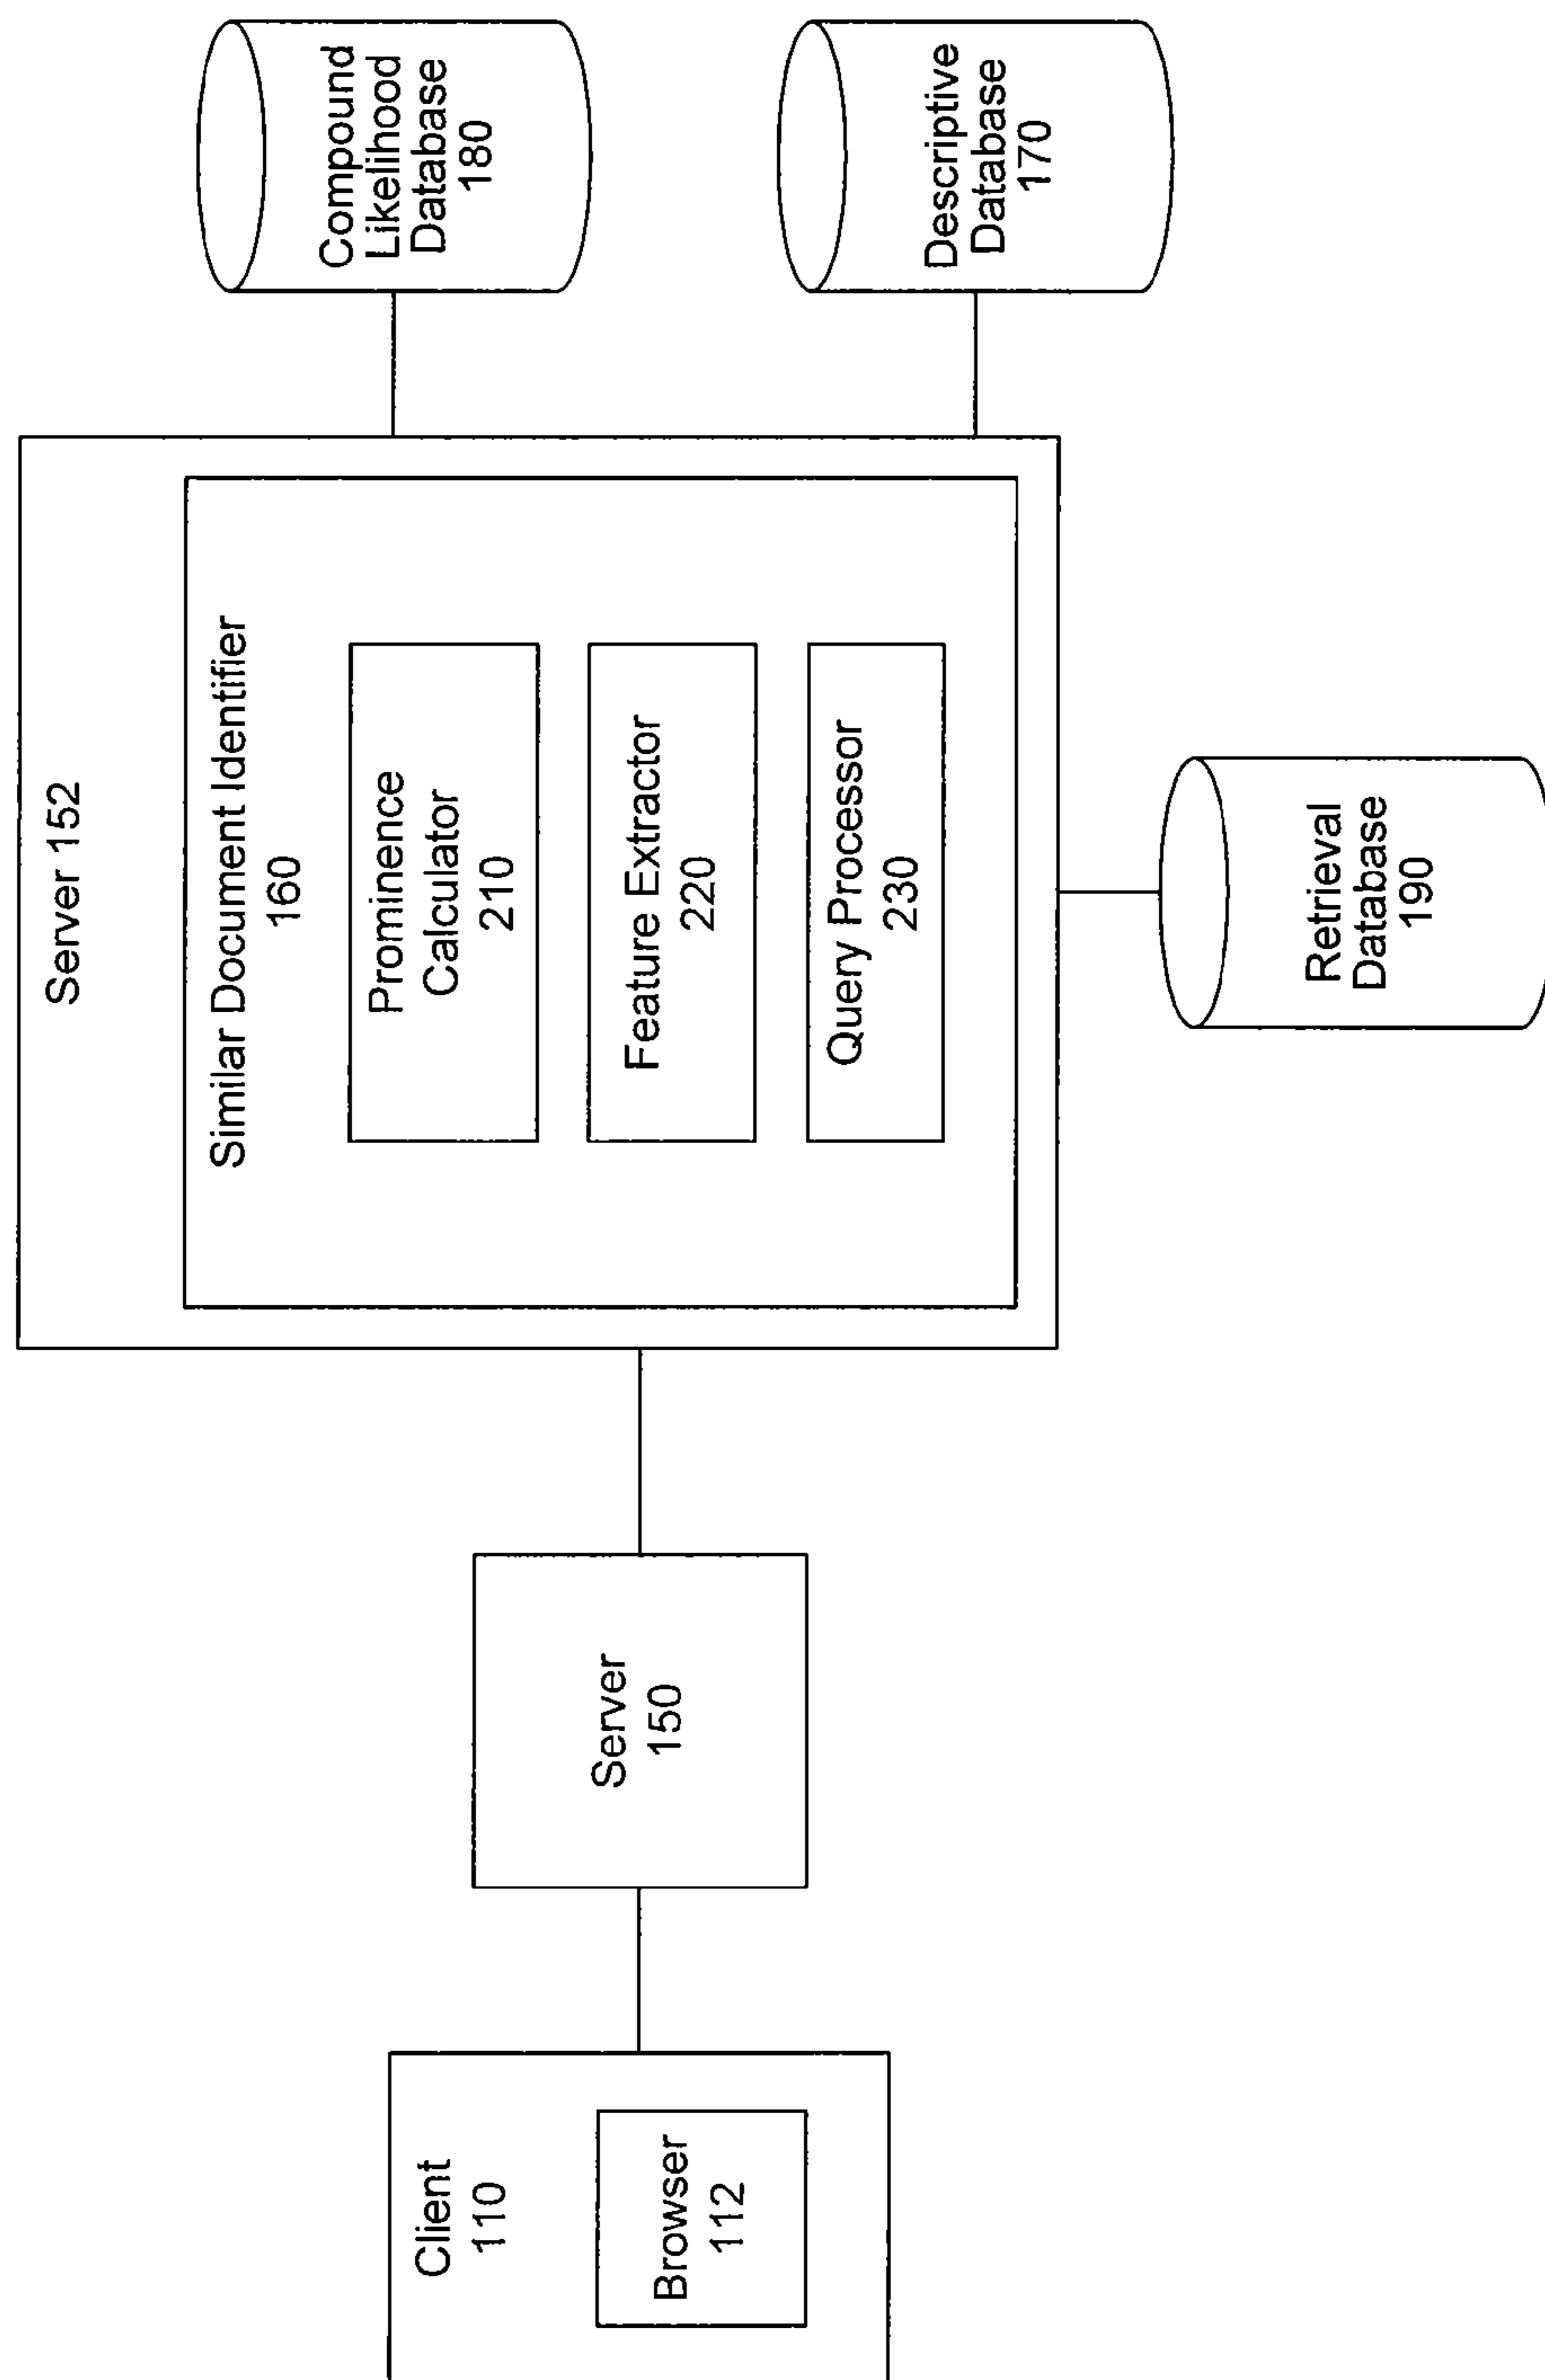 Client
110
Browser
112
Server
150
Server 152
Similar Document Identifier
160
Prominence
Calculator
210
Feature Extractor
220
Query Processor
230
Compound
Likelihood
Database
180
Descriptive
Database
170
Retrieval
Database
190